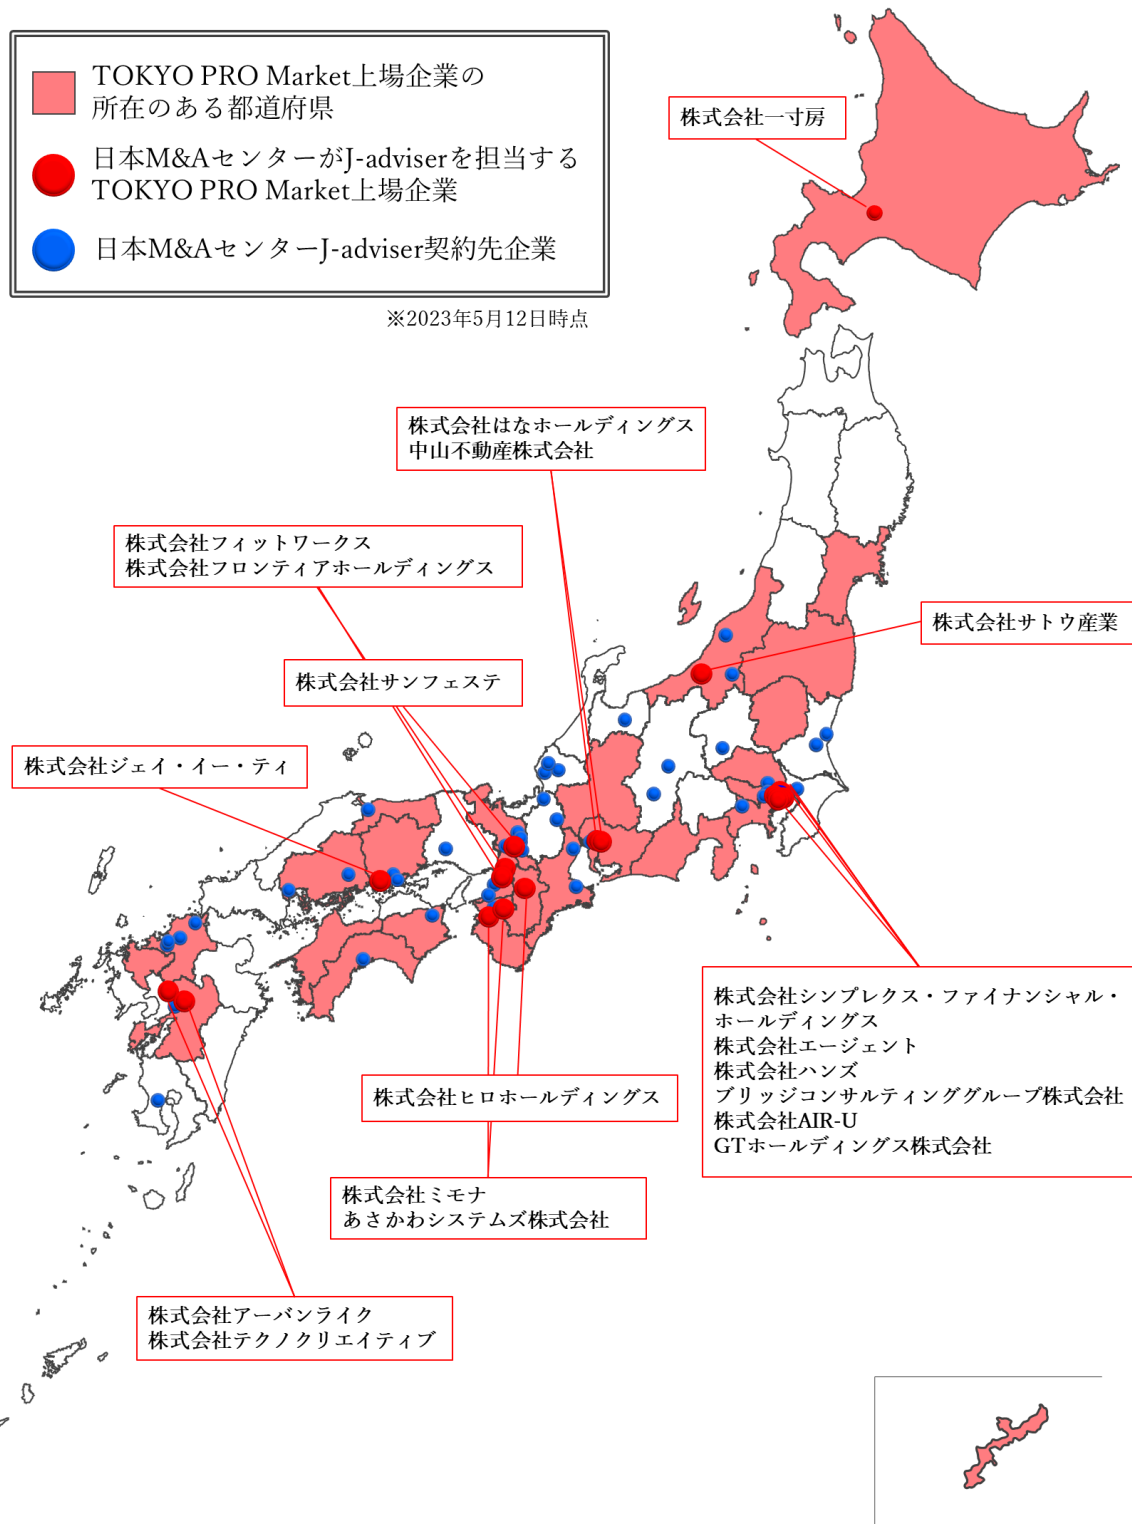 TOKYO PRO Market上場企業の
所在のある都道府県
日本M&AセンターがJ-adviserを担当する
TOKYO PRO Market上場企業
日本M&AセンターJ-adviser契約先企業
※2023年5月12日時点
株式会社一寸房
株式会社はなホールディングス
中山不動産株式会社
株式会社フィットワークス
株式会社フロンティアホールディングス
株式会社サトウ産業
株式会社サンフェステ
株式会社ジェイ・イー・ティ
株式会社シンプレクス・ファイナンシャル・
ホールディングス
株式会社エージェント
株式会社ハンズ
ブリッジコンサルティンググループ株式会社
株式会社AIR-U
GTホールディングス株式会社
株式会社ヒロホールディングス
株式会社ミモナ
あさかわシステムズ株式会社
株式会社アーバンライク
株式会社テクノクリエイティブ